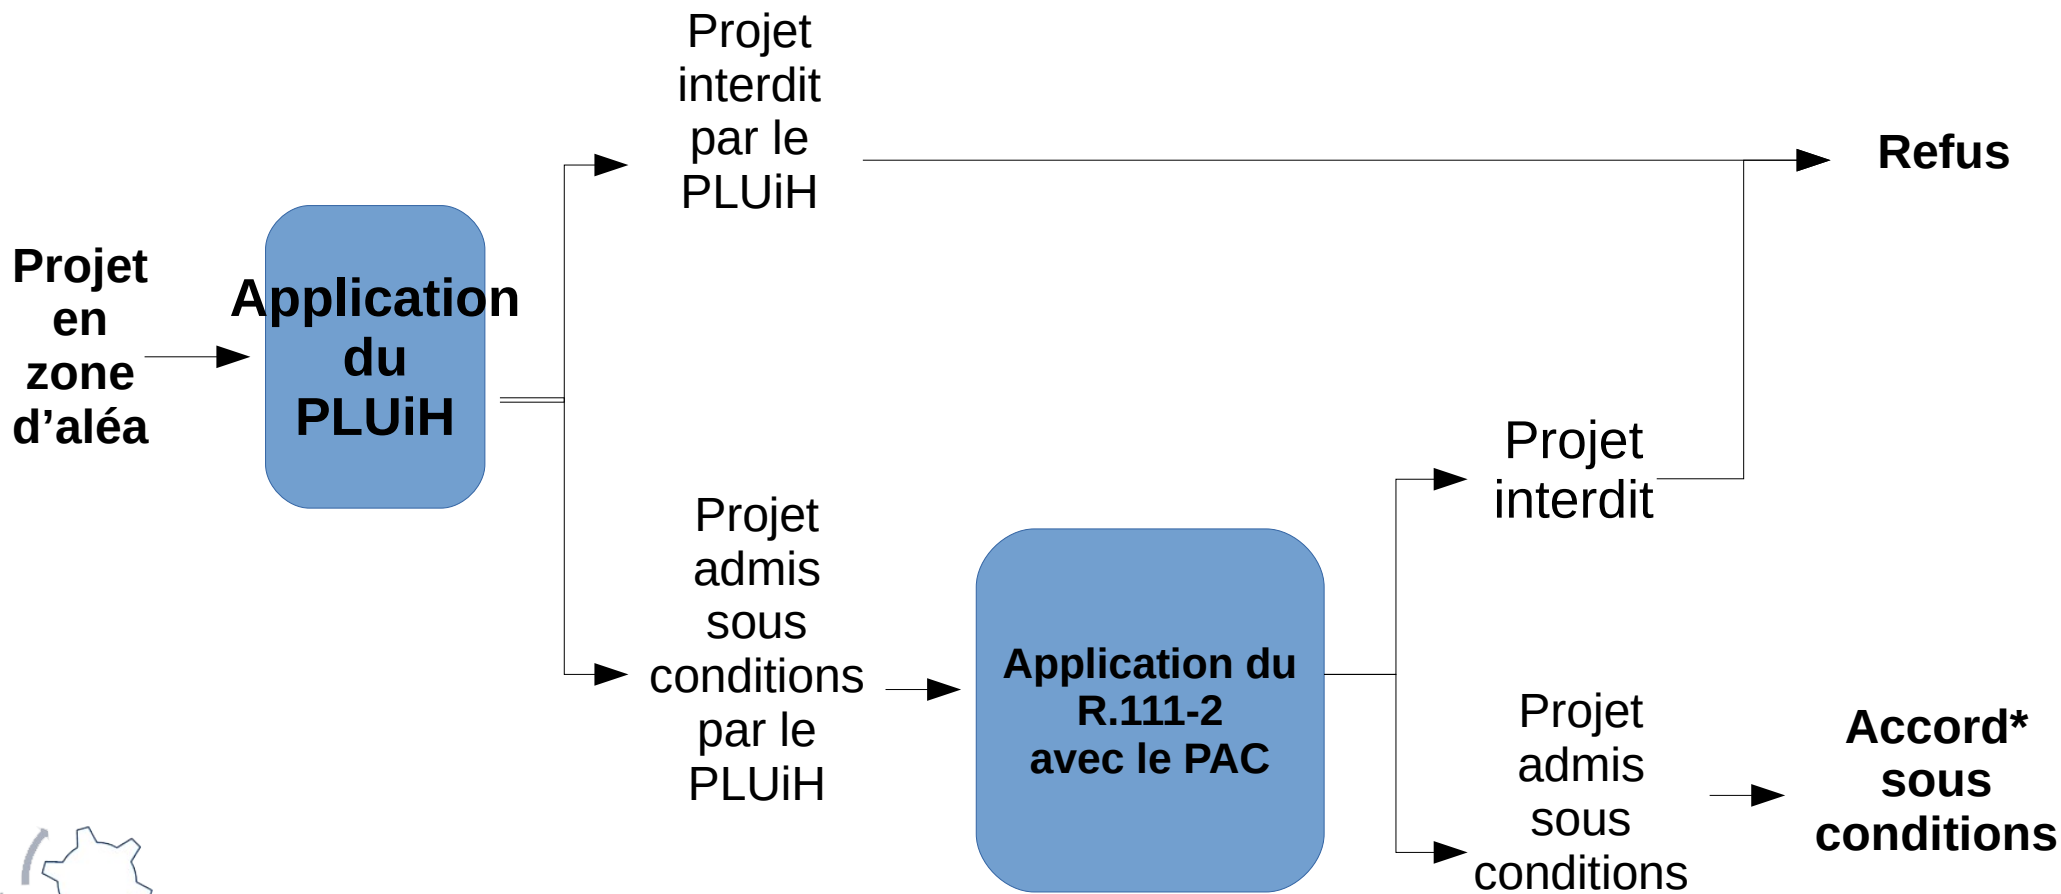 Projet
en
zone
d’aléa
Application
du
PLUiH
Projet
interdit
par le
PLUiH
Projet
admis
sous
conditions
par le
PLUiH
Application du
R.111-2
avec le PAC
Projet
interdit
Projet
admis
sous
conditions
Refus
Accord*
sous
conditions